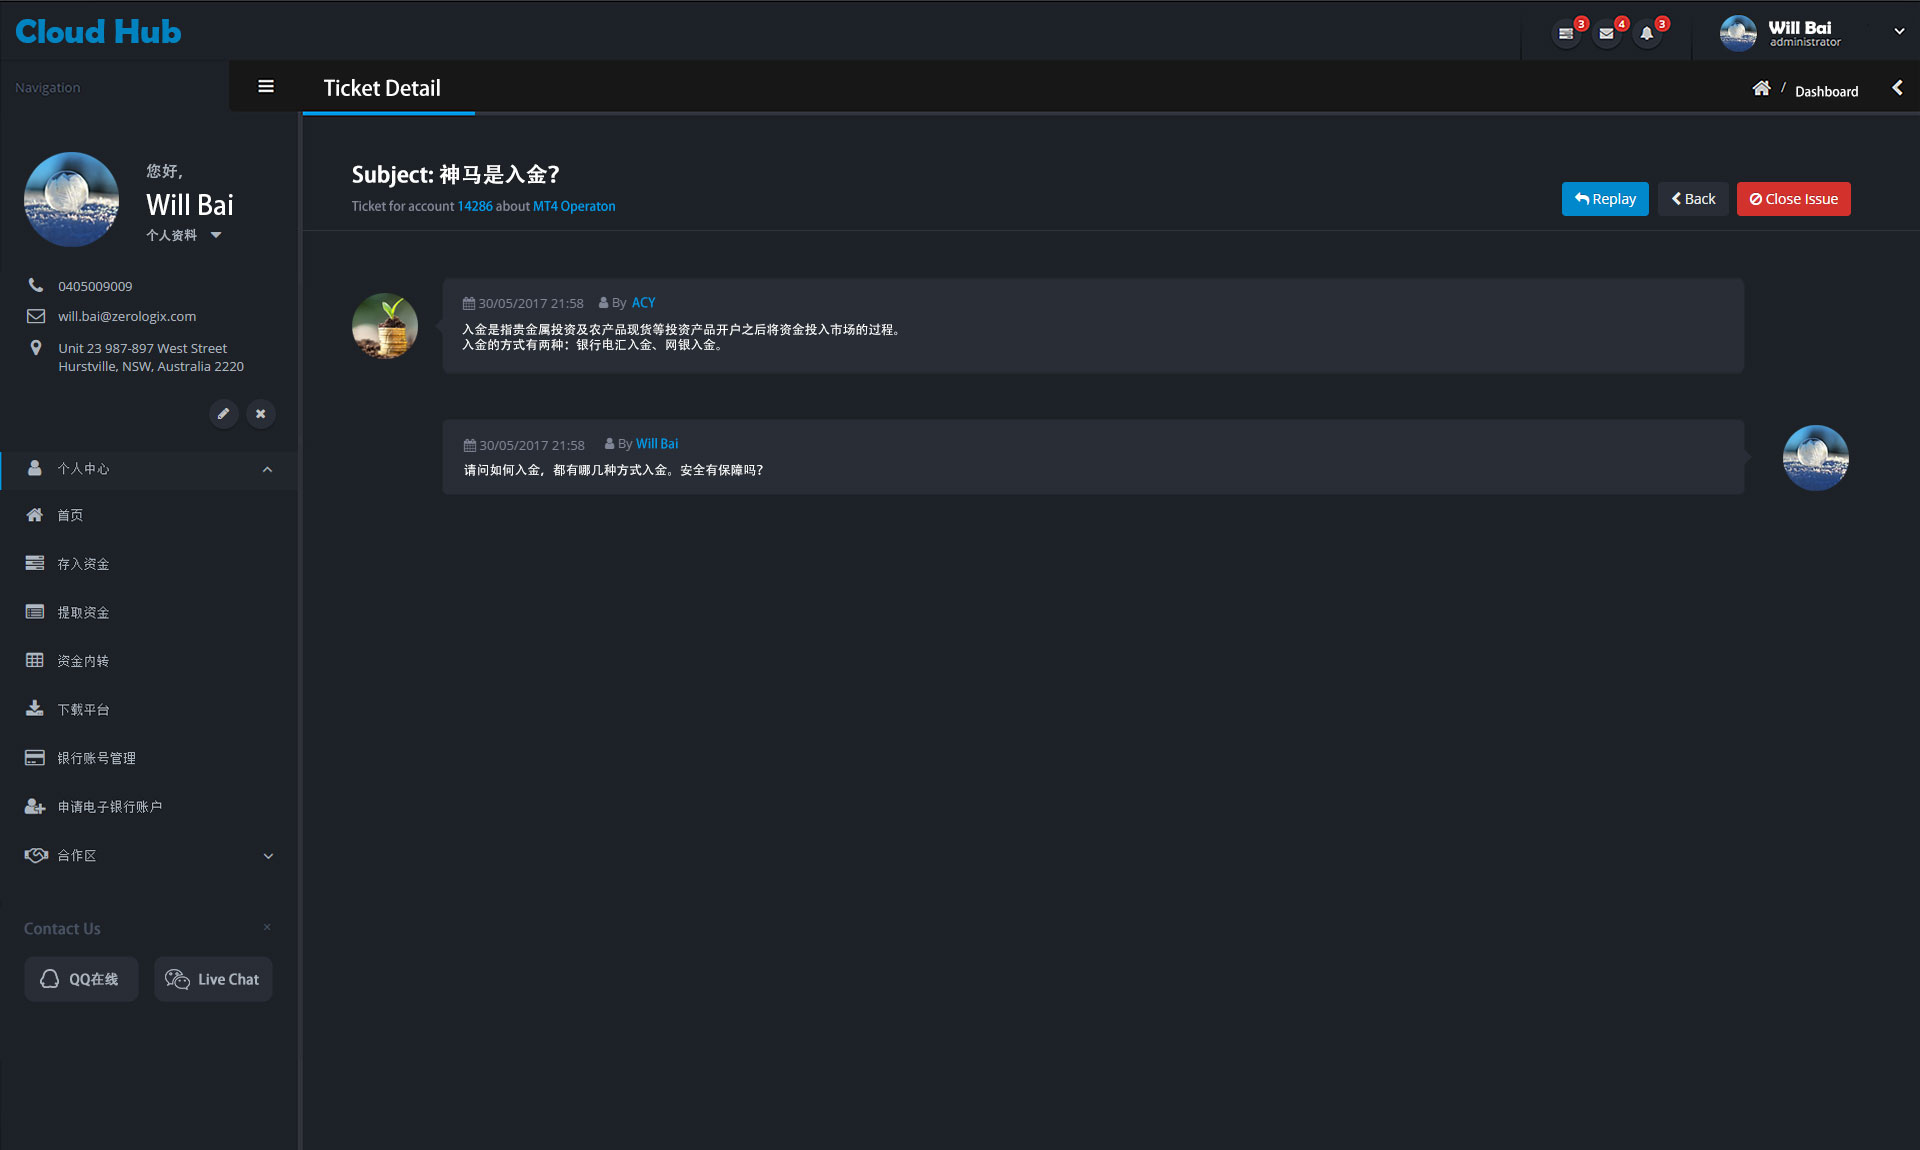 Cloud Hub
3
4
3
Will Bai
administrator
Navigation
Ticket Detail
/ Dashboard
您好,
Will Bai
个人资料
0405009009
will.bai@zerologix.com
Unit 23 987-897 West Street
Hurstville, NSW, Australia 2220
个人中心
首页
存入资金
提取资金
资金内转
下载平台
银行账号管理
申请电子银行账户
合作区
Contact Us
×
QQ在线
Live Chat
Subject: 神马是入金?
Ticket for account 14286 about MT4 Operaton
Replay
Back
Close Issue
30/05/2017 21:58 By ACY
入金是指贵金属投资及农产品现货等投资产品开户之后将资金投入市场的过程。
入金的方式有两种：银行电汇入金、网银入金。
30/05/2017 21:58 By Will Bai
请问如何入金，都有哪几种方式入金。安全有保障吗?